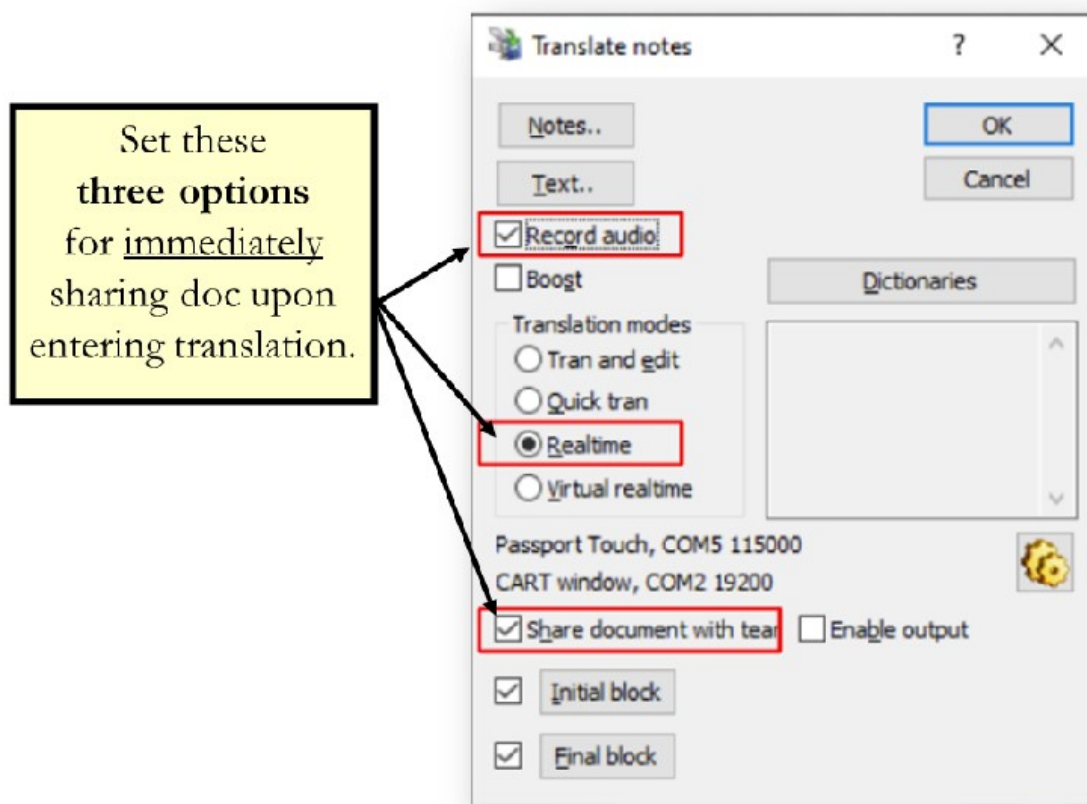 Set these
three options
for immediately
sharing doc upon
entering translation.
Translate notes
?
Notes..
OK
Text..
Cancel
Record audio
Boost
Dictionaries
Translation modes
Tran and edit
Quick tran
Realtime
Virtual realtime
Passport Touch, COM5 115000
CART window, COM2 19200
Share document with tear
Enable output
Initial block
Final block